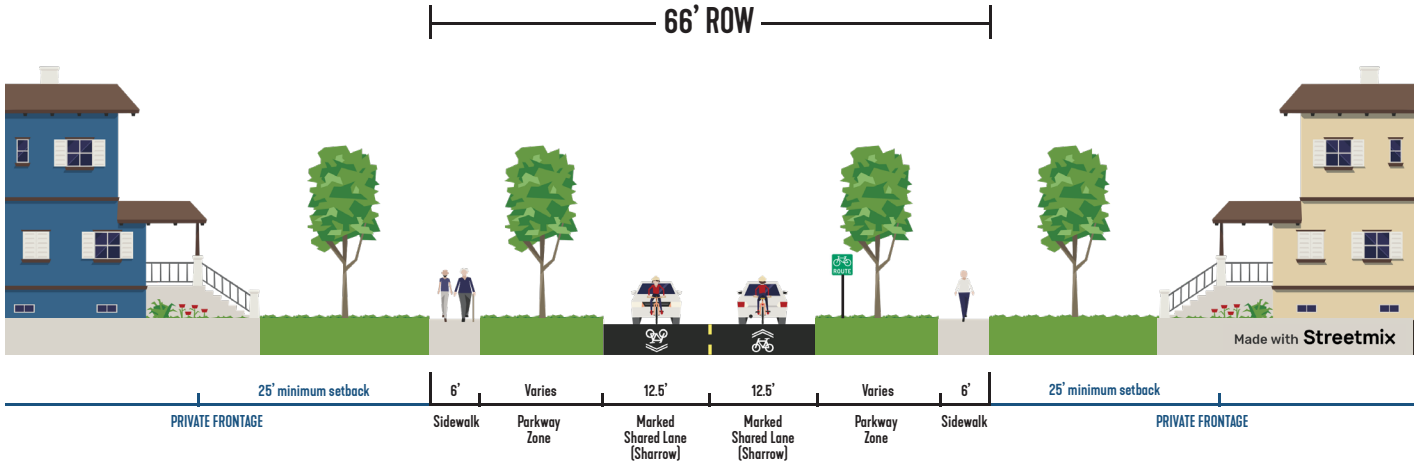 66’ ROW
ROUTE
Made with Streetmix
25’ minimum setback
6’
Varies
12.5’
12.5’
Varies
6’
25’ minimum setback
PRIVATE FRONTAGE
Sidewalk
Parkway
Zone
Marked
Shared Lane
(Sharrow)
Marked
Shared Lane
(Sharrow)
Parkway
Zone
Sidewalk
PRIVATE FRONTAGE